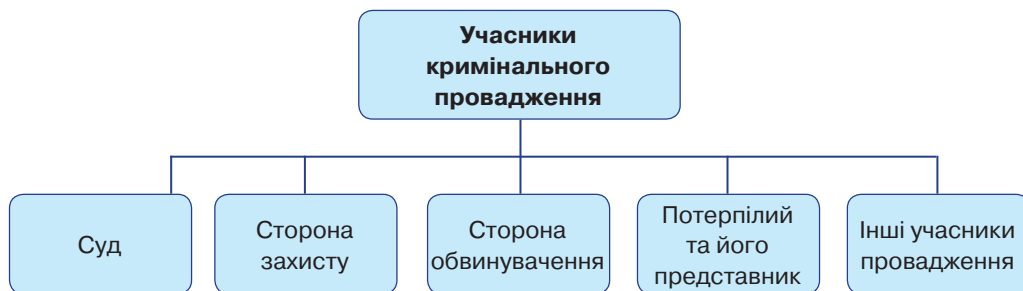 Учасники
кримінального
провадження
Суд
Сторона
захисту
Сторона
обвинувачення
Потерпілий
та його
представник
Інші учасники
провадження